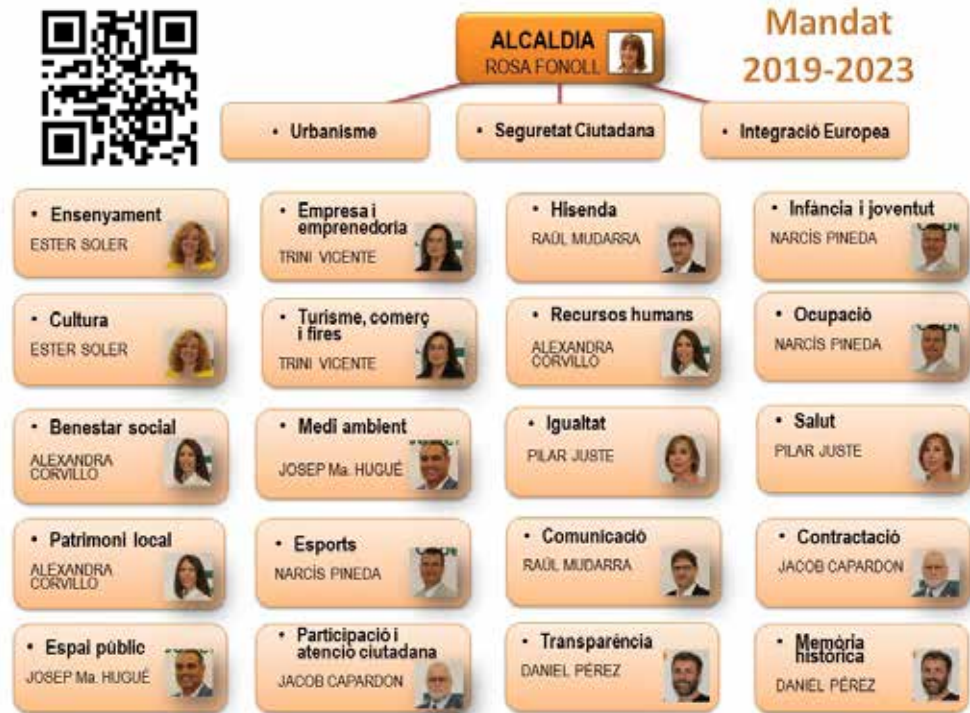 ALCALDIA
ROSA FONOLL
Mandat
2019-2023
• Urbanisme
• Seguretat Ciutadana
• Integració Europea
• Ensenyament
ESTER SOLER
• Empresa i
emprenedoria
TRINI VICENTE
• Hisenda
RAÜL MUDARRA
• Infància i joventut
NARCÍS PINEDA
• Cultura
ESTER SOLER
• Turisme, comerç
i fires
TRINI VICENTE
• Recursos humans
ALEXANDRA
CORVILLO
• Ocupació
NARCÍS PINEDA
• Benestar social
ALEXANDRA
CORVILLO
• Medi ambient
JOSEP Ma. HUGUÉ
• Igualtat
PILAR JUSTE
• Salut
PILAR JUSTE
• Patrimoni local
ALEXANDRA
CORVILLO
• Esports
NARCÍS PINEDA
• Comunicació
RAÜL MUDARRA
• Contractació
JACOB CAPARDON
• Espai públic
JOSEP Ma. HUGUÉ
• Participació i
atenció ciutadana
JACOB CAPARDON
• Transparència
DANIEL PÉREZ
• Memòria
històrica
DANIEL PÉREZ